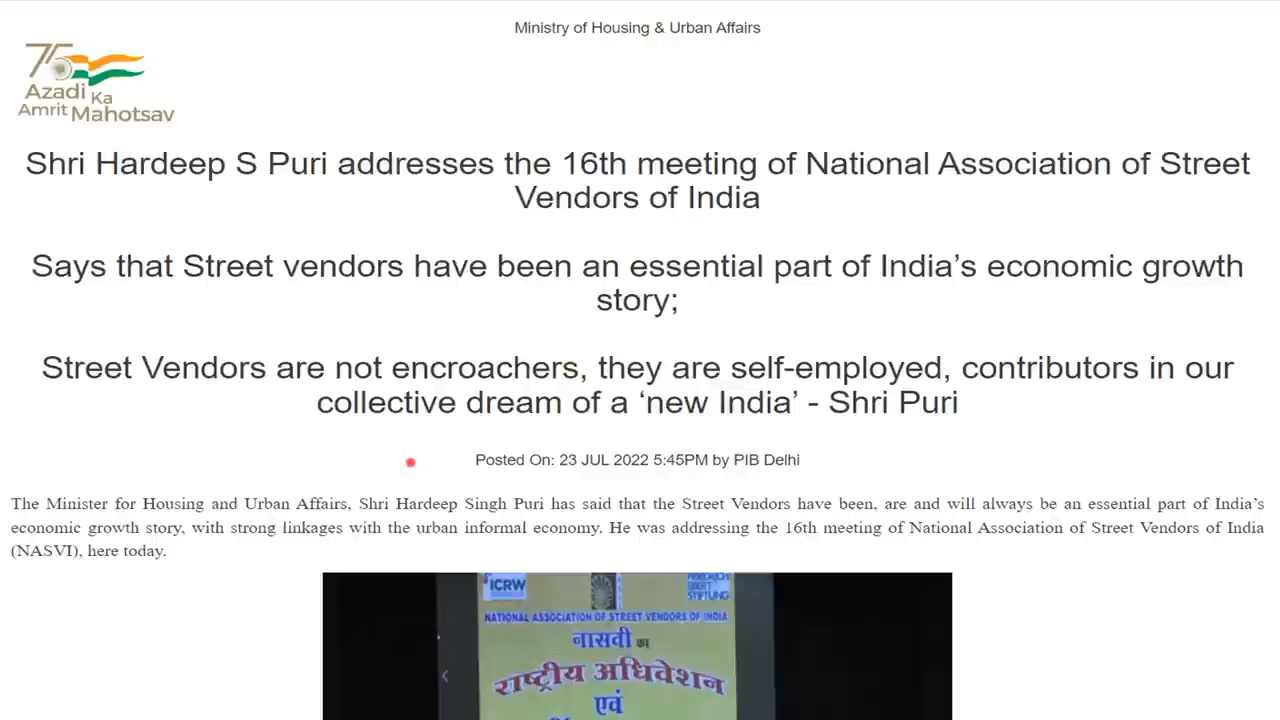 Ministry of Housing & Urban Affairs
75
Azadi Ka
Amrit Mahotsav
Shri Hardeep S Puri addresses the 16th meeting of National Association of Street
Vendors of India
Says that Street vendors have been an essential part of India’s economic growth
story;
Street Vendors are not encroachers, they are self-employed, contributors in our
collective dream of a ‘new India’ - Shri Puri
Posted On: 23 JUL 2022 5:45PM by PIB Delhi
The Minister for Housing and Urban Affairs, Shri Hardeep Singh Puri has said that the Street Vendors have been, are and will always be an essential part of India’s
economic growth story, with strong linkages with the urban informal economy. He was addressing the 16th meeting of National Association of Street Vendors of India
(NASVI), here today.
ICRW
FRIEDRICH
EBERT
STIFTUNG
NATIONAL ASSOCIATION OF STREET VENDORS OF INDIA
नासवी का
राष्ट्रीय अधिवेशन
एवं